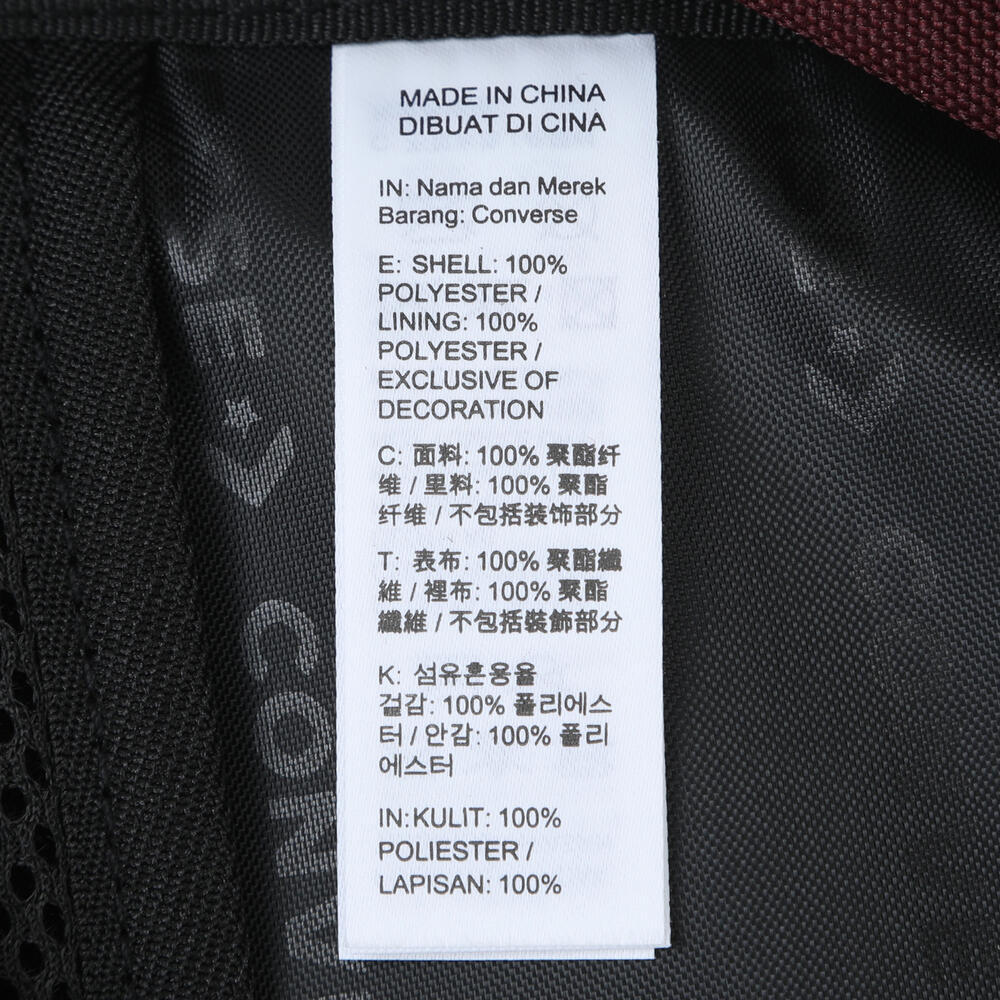 MADE IN CHINA
DIBUAT DI CINA
IN: Nama dan Merek
Barang: Converse
E: SHELL: 100%
POLYESTER /
LINING: 100%
POLYESTER /
EXCLUSIVE OF
DECORATION
C: 面料: 100% 聚酯纤
维 / 里料: 100% 聚酯
纤维 / 不包括装饰部分
T: 表布: 100% 聚酯纖
維 / 裡布: 100% 聚酯
纖維 / 不包括裝飾部分
K: 섬유혼용율
겉감: 100% 폴리에스
터 / 안감: 100% 폴리
에스터
IN:KULIT: 100%
POLIESTER /
LAPISAN: 100%
SE
CONV